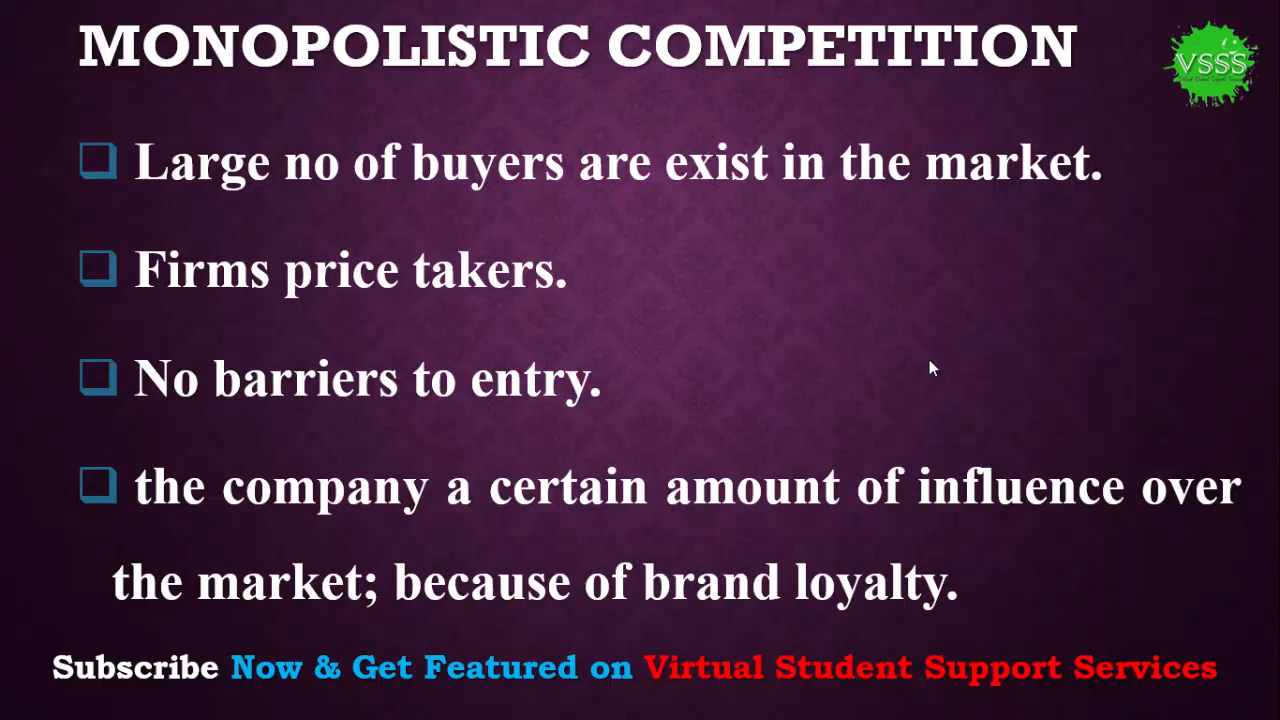 MONOPOLISTIC COMPETITION
VSSS
Large no of buyers are exist in the market.
Firms price takers.
No barriers to entry.
the company a certain amount of influence over
the market; because of brand loyalty.
Subscribe Now & Get Featured on Virtual Student Support Services